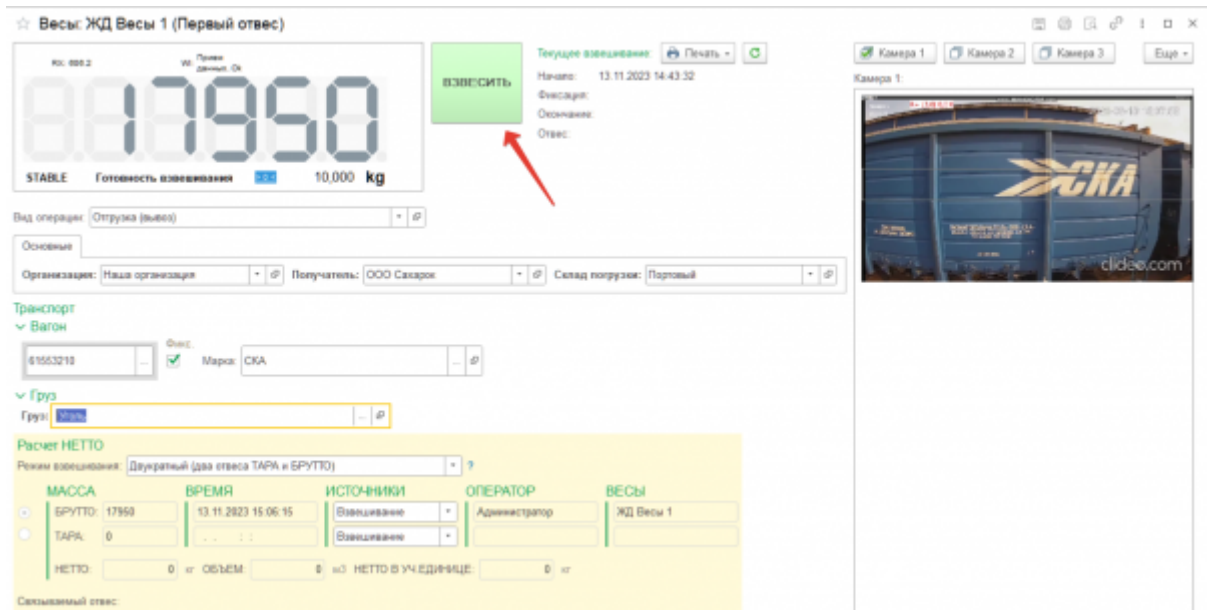 Весы: ЖД Весы 1 (Первый отвес)
17950
STABLE Готовность взвешивания 10,000 kg
ВЗВЕСИТЬ
Текущее взвешивание: Печать
Начало: 13.11.2023 14:43:32
Фиксация:
Окончание:
Отвес:
Камера 1 Камера 2 Камера 3 Еще
Камера 1:
СКА
clideo.com
Вид операции: Отгрузка (вывоз)
Основные
Организация: Наша организация Получатель: ООО Сахарок Склад погрузки: Портовый
Транспорт
Вагон
Фикс.
61553210 ... Марка: СКА ...
Груз
Груз: Уголь ...
Расчет НЕТТО
Режим взвешивания: Двукратный (два отвеса ТАРА и БРУТТО) ?
МАССА ВРЕМЯ ИСТОЧНИКИ ОПЕРАТОР ВЕСЫ
БРУТТО: 17950 13.11.2023 15:06:15 Взвешивание Администратор ЖД Весы 1
ТАРА: 0 . . : : Взвешивание
НЕТТО: 0 кг ОБЪЕМ: 0 м3 НЕТТО В УЧ.ЕДИНИЦЕ: 0 кг
Связываемый отвес: